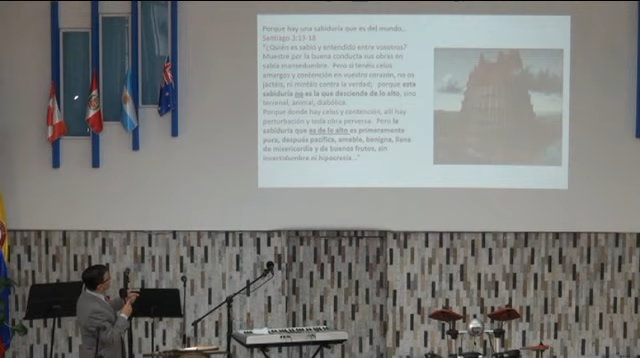 Porque hay una sabiduría que es del mundo...
Santiago 3:13-18
"¿Quién es sabio y entendido entre vosotros?
Muestre por la buena conducta sus obras en
sabia mansedumbre. Pero si tenéis celos
amargos y contención en vuestro corazón, no os
jactéis, ni mintáis contra la verdad; porque esta
sabiduría no es la que desciende de lo alto, sino
terrenal, animal, diabólica.
Porque donde hay celos y contención, allí hay
perturbación y toda obra perversa. Pero la
sabiduría que es de lo alto es primeramente
pura, después pacífica, amable, benigna, llena
de misericordia y de buenos frutos, sin
incertidumbre ni hipocresía..."